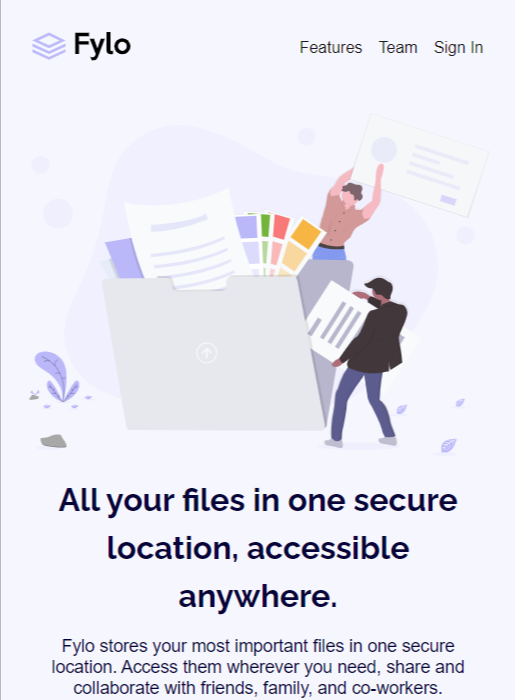 Fylo
Features Team Sign In
All your files in one secure
location, accessible
anywhere.
Fylo stores your most important files in one secure
location. Access them wherever you need, share and
collaborate with friends, family, and co-workers.